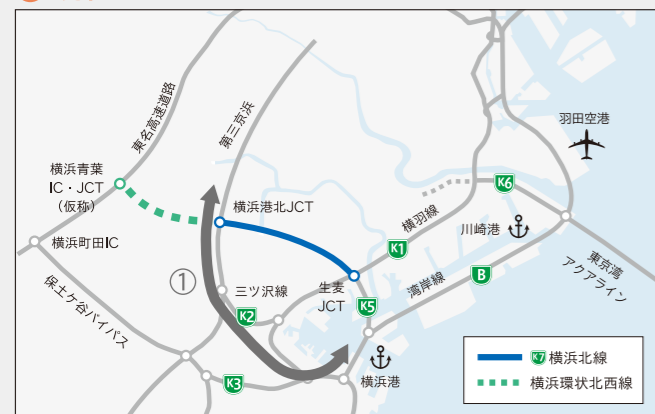 東名高速道路
第三京浜
羽田空港
横浜青葉
IC・JCT
（仮称）
横浜港北JCT
K6
横羽線
川崎港
K1
横浜町田IC
東京湾
アクアライン
①
三ツ沢線
生麦
JCT
湾岸線
B
保土ヶ谷バイパス
K2
K5
K3
横浜港
K7 横浜北線
横浜環状北西線